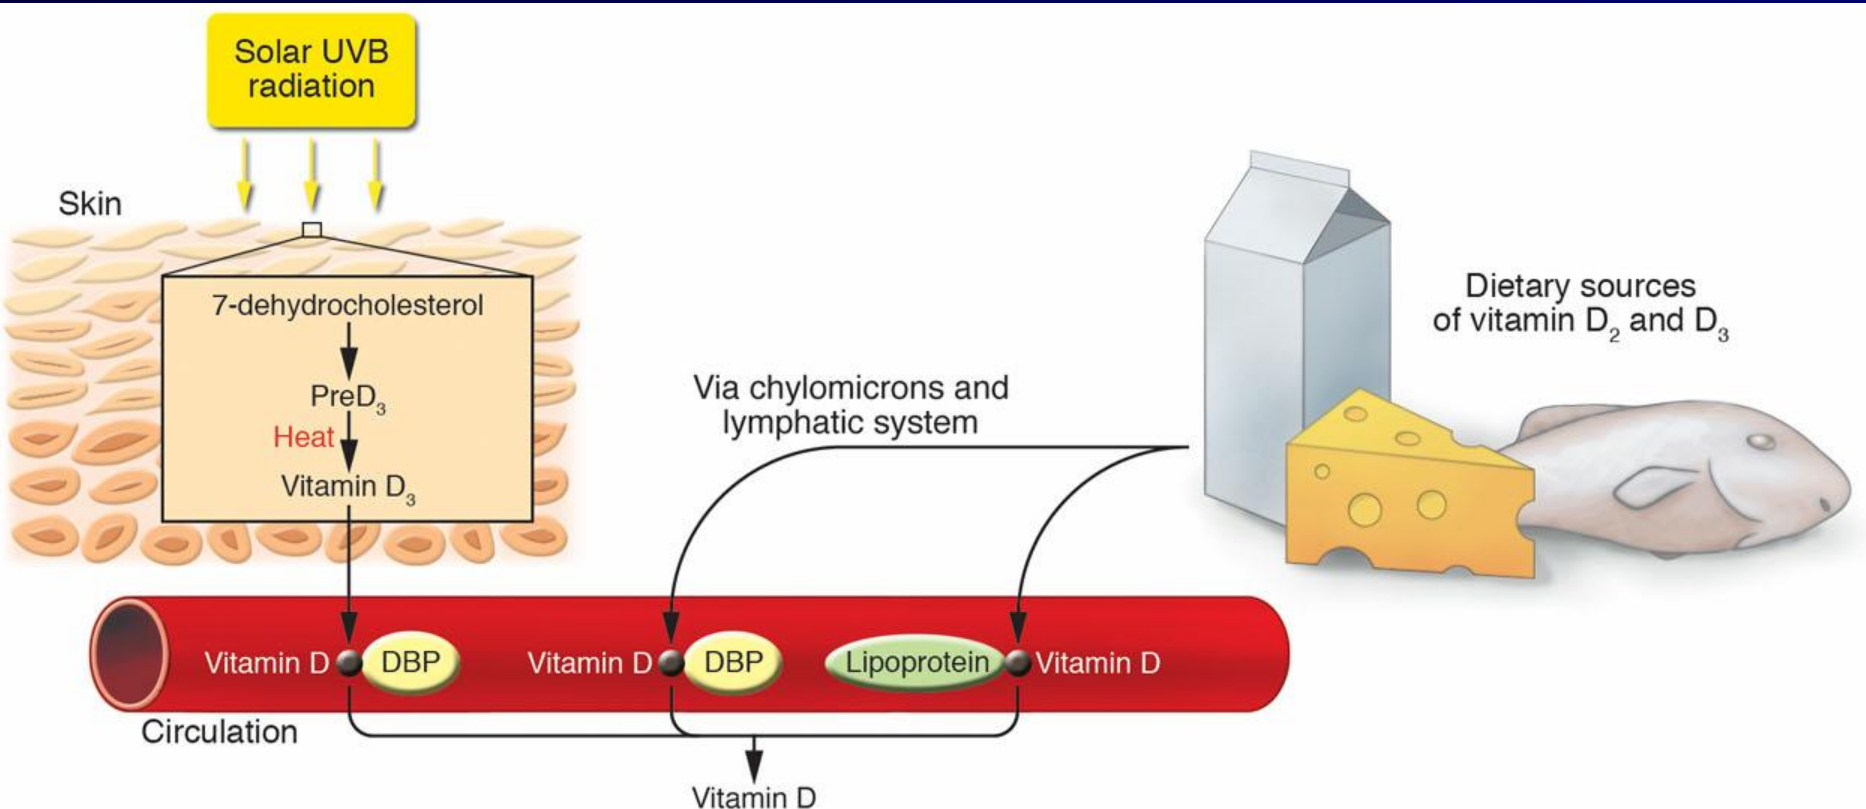 Solar UVB
radiation
Skin
7-dehydrocholesterol
PreD₃
Heat
Vitamin D₃
Via chylomicrons and
lymphatic system
Dietary sources
of vitamin D₂ and D₃
Vitamin D DBP
Vitamin D DBP
Lipoprotein Vitamin D
Circulation
Vitamin D